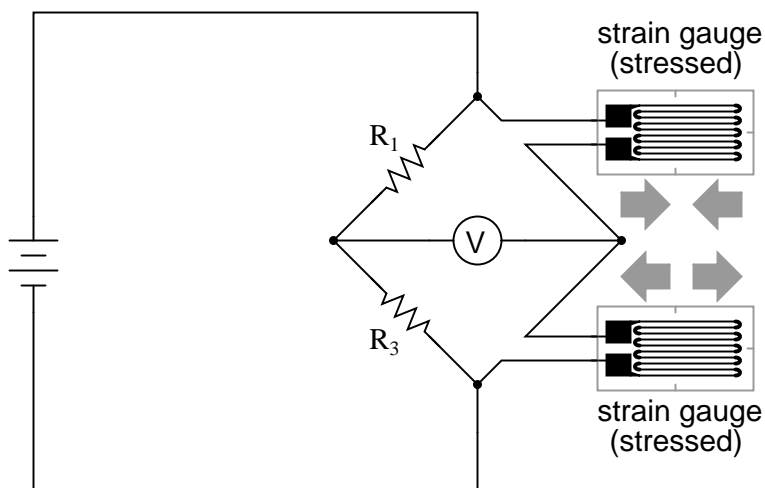 strain gauge
(stressed)
R1
V
R3
strain gauge
(stressed)